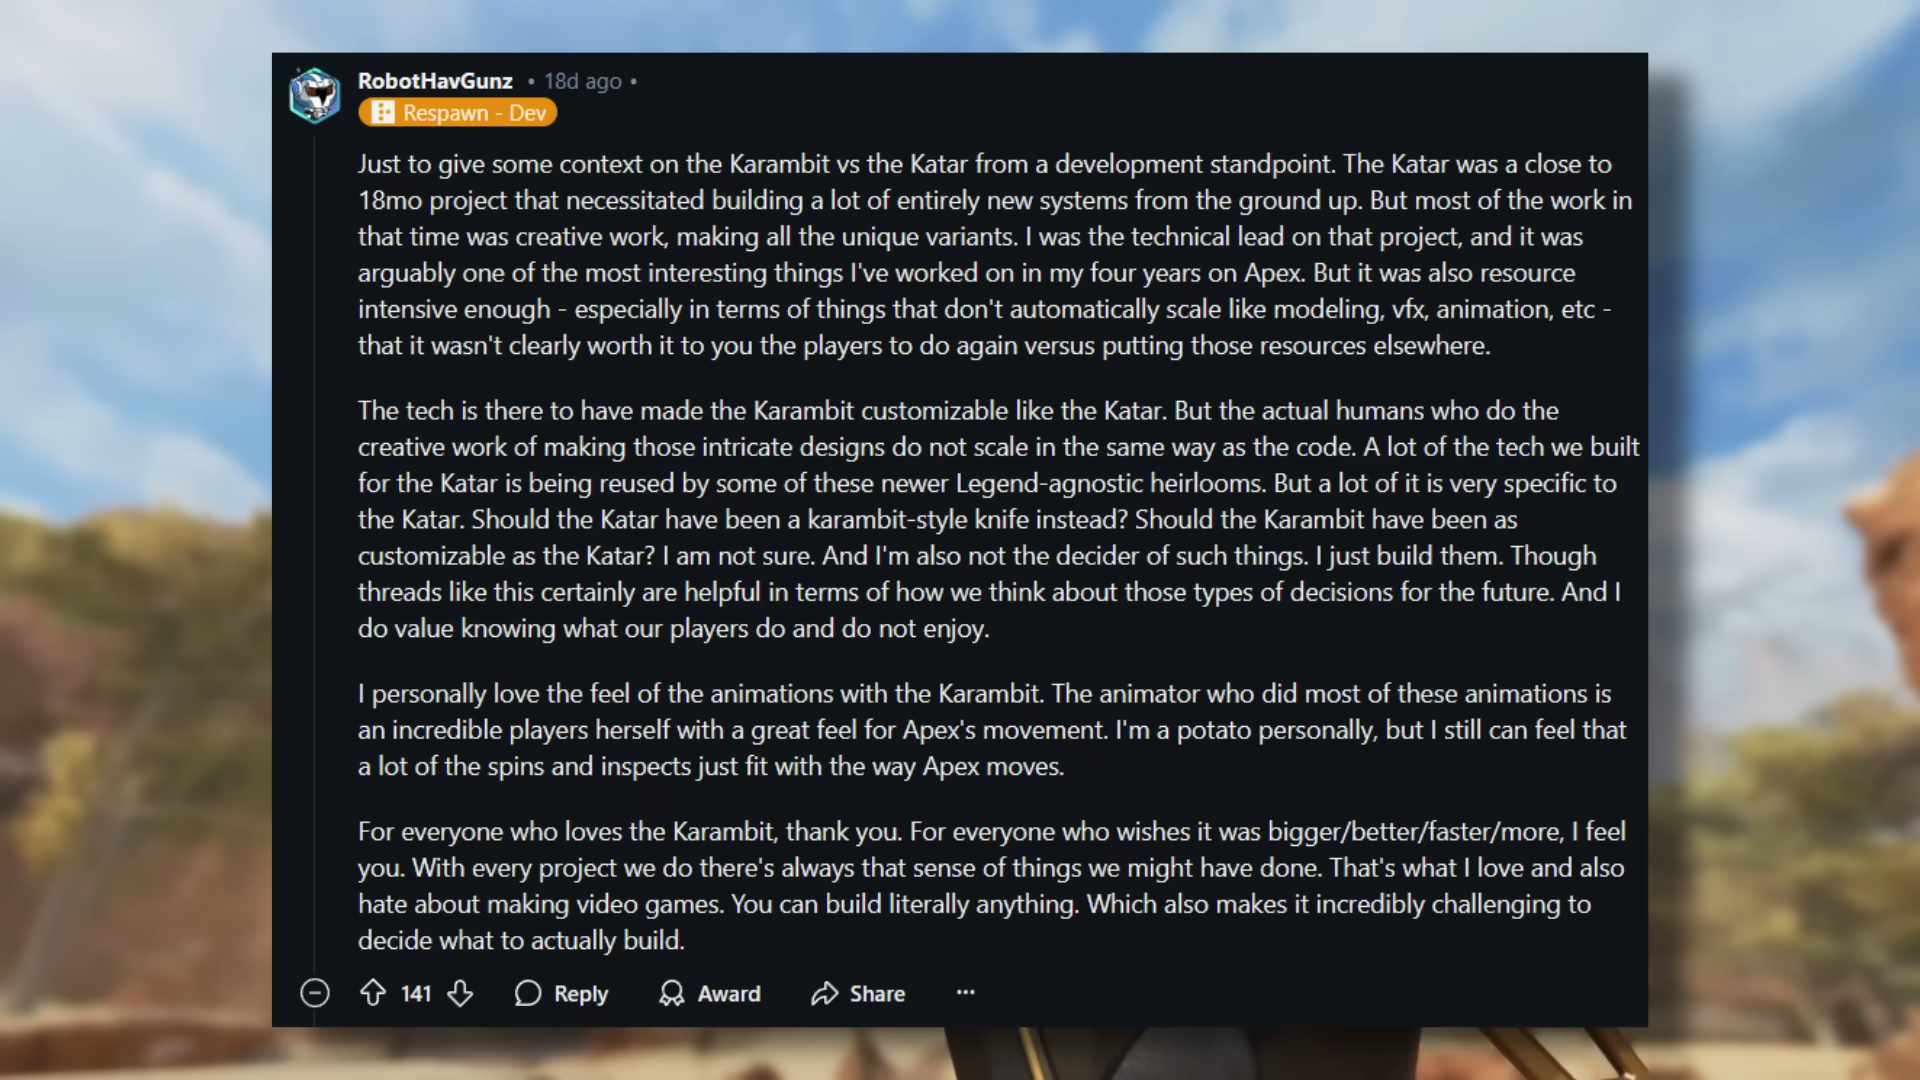 RobotHavGunz • 18d ago •
Respawn - Dev
Just to give some context on the Karambit vs the Katar from a development standpoint. The Katar was a close to
18mo project that necessitated building a lot of entirely new systems from the ground up. But most of the work in
that time was creative work, making all the unique variants. I was the technical lead on that project, and it was
arguably one of the most interesting things I've worked on in my four years on Apex. But it was also resource
intensive enough - especially in terms of things that don't automatically scale like modeling, vfx, animation, etc -
that it wasn't clearly worth it to you the players to do again versus putting those resources elsewhere.
The tech is there to have made the Karambit customizable like the Katar. But the actual humans who do the
creative work of making those intricate designs do not scale in the same way as the code. A lot of the tech we built
for the Katar is being reused by some of these newer Legend-agnostic heirlooms. But a lot of it is very specific to
the Katar. Should the Katar have been a karambit-style knife instead? Should the Karambit have been as
customizable as the Katar? I am not sure. And I'm also not the decider of such things. I just build them. Though
threads like this certainly are helpful in terms of how we think about those types of decisions for the future. And I
do value knowing what our players do and do not enjoy.
I personally love the feel of the animations with the Karambit. The animator who did most of these animations is
an incredible players herself with a great feel for Apex's movement. I'm a potato personally, but I still can feel that
a lot of the spins and inspects just fit with the way Apex moves.
For everyone who loves the Karambit, thank you. For everyone who wishes it was bigger/better/faster/more, I feel
you. With every project we do there's always that sense of things we might have done. That's what I love and also
hate about making video games. You can build literally anything. Which also makes it incredibly challenging to
decide what to actually build.
141 Reply Award Share ···